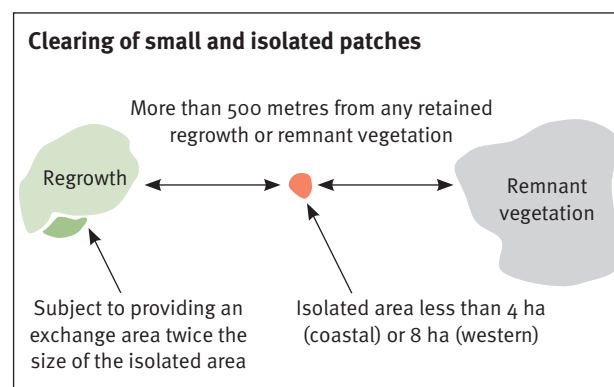 Clearing of small and isolated patches
More than 500 metres from any retained
regrowth or remnant vegetation
Regrowth
Remnant
vegetation
Subject to providing an
exchange area twice the
size of the isolated area
Isolated area less than 4 ha
(coastal) or 8 ha (western)